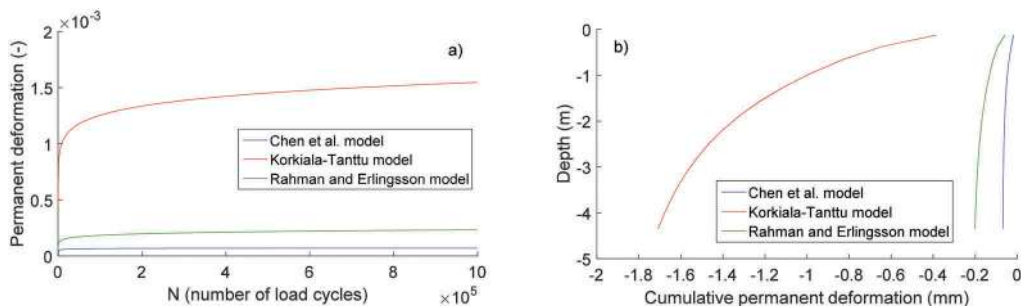 ×10⁻³
2
a)
1.5
Permanent deformation (-)
1
Chen et al. model
Korkiala-Tanttu model
0.5
Rahman and Erlingsson model
0
0 2 4 6 8 10
N (number of load cycles) ×10⁵
0
b)
-1
-2
Depth (m)
-3
Chen et al. model
-4
Korkiala-Tanttu model
Rahman and Erlingsson model
-5
-2 -1.8 -1.6 -1.4 -1.2 -1 -0.8 -0.6 -0.4 -0.2 0
Cumulative permanent deformation (mm)